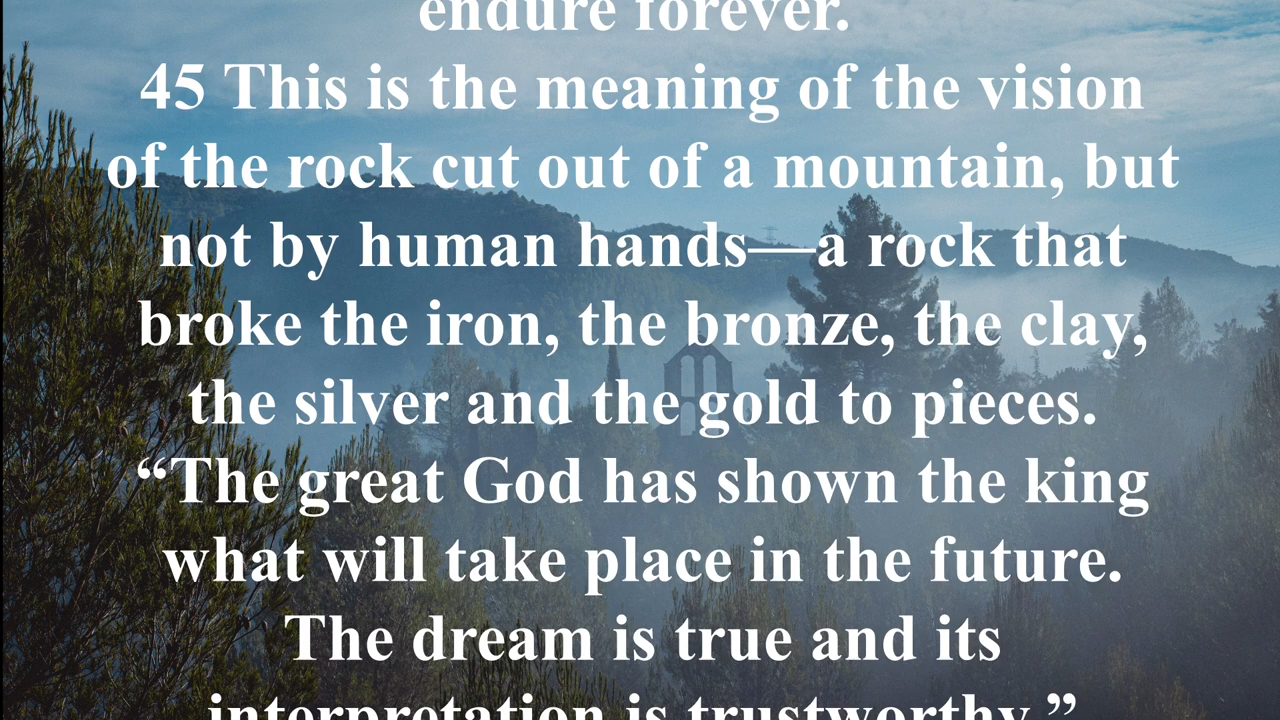 endure forever.
45 This is the meaning of the vision
of the rock cut out of a mountain, but
not by human hands—a rock that
broke the iron, the bronze, the clay,
the silver and the gold to pieces.
“The great God has shown the king
what will take place in the future.
The dream is true and its
interpretation is trustworthy.”